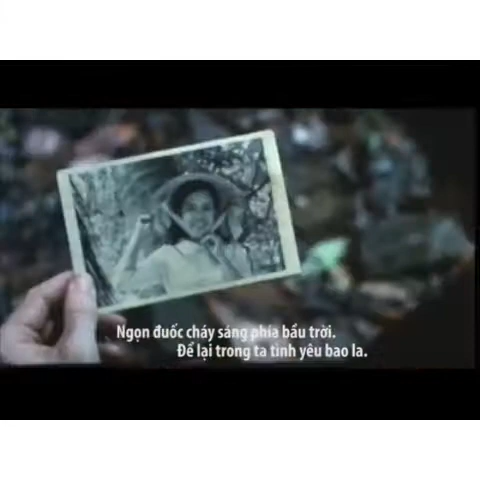 Ngọn đuốc cháy sáng phía bầu trời.
Để lại trong ta tình yêu bao la.